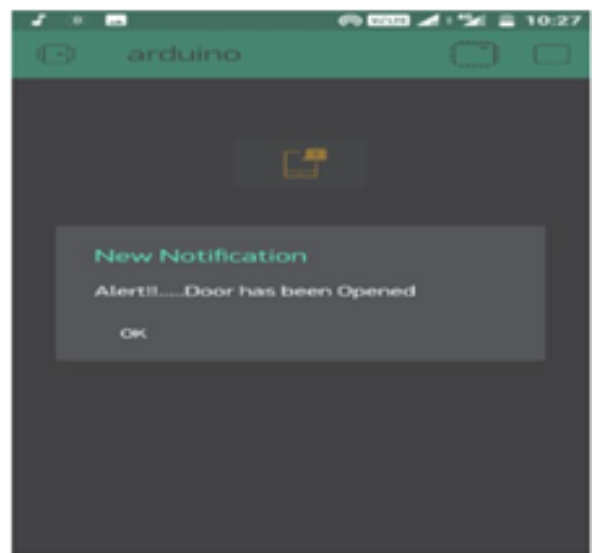 10:27
arduino
New Notification
Alert!!.....Door has been Opened
OK